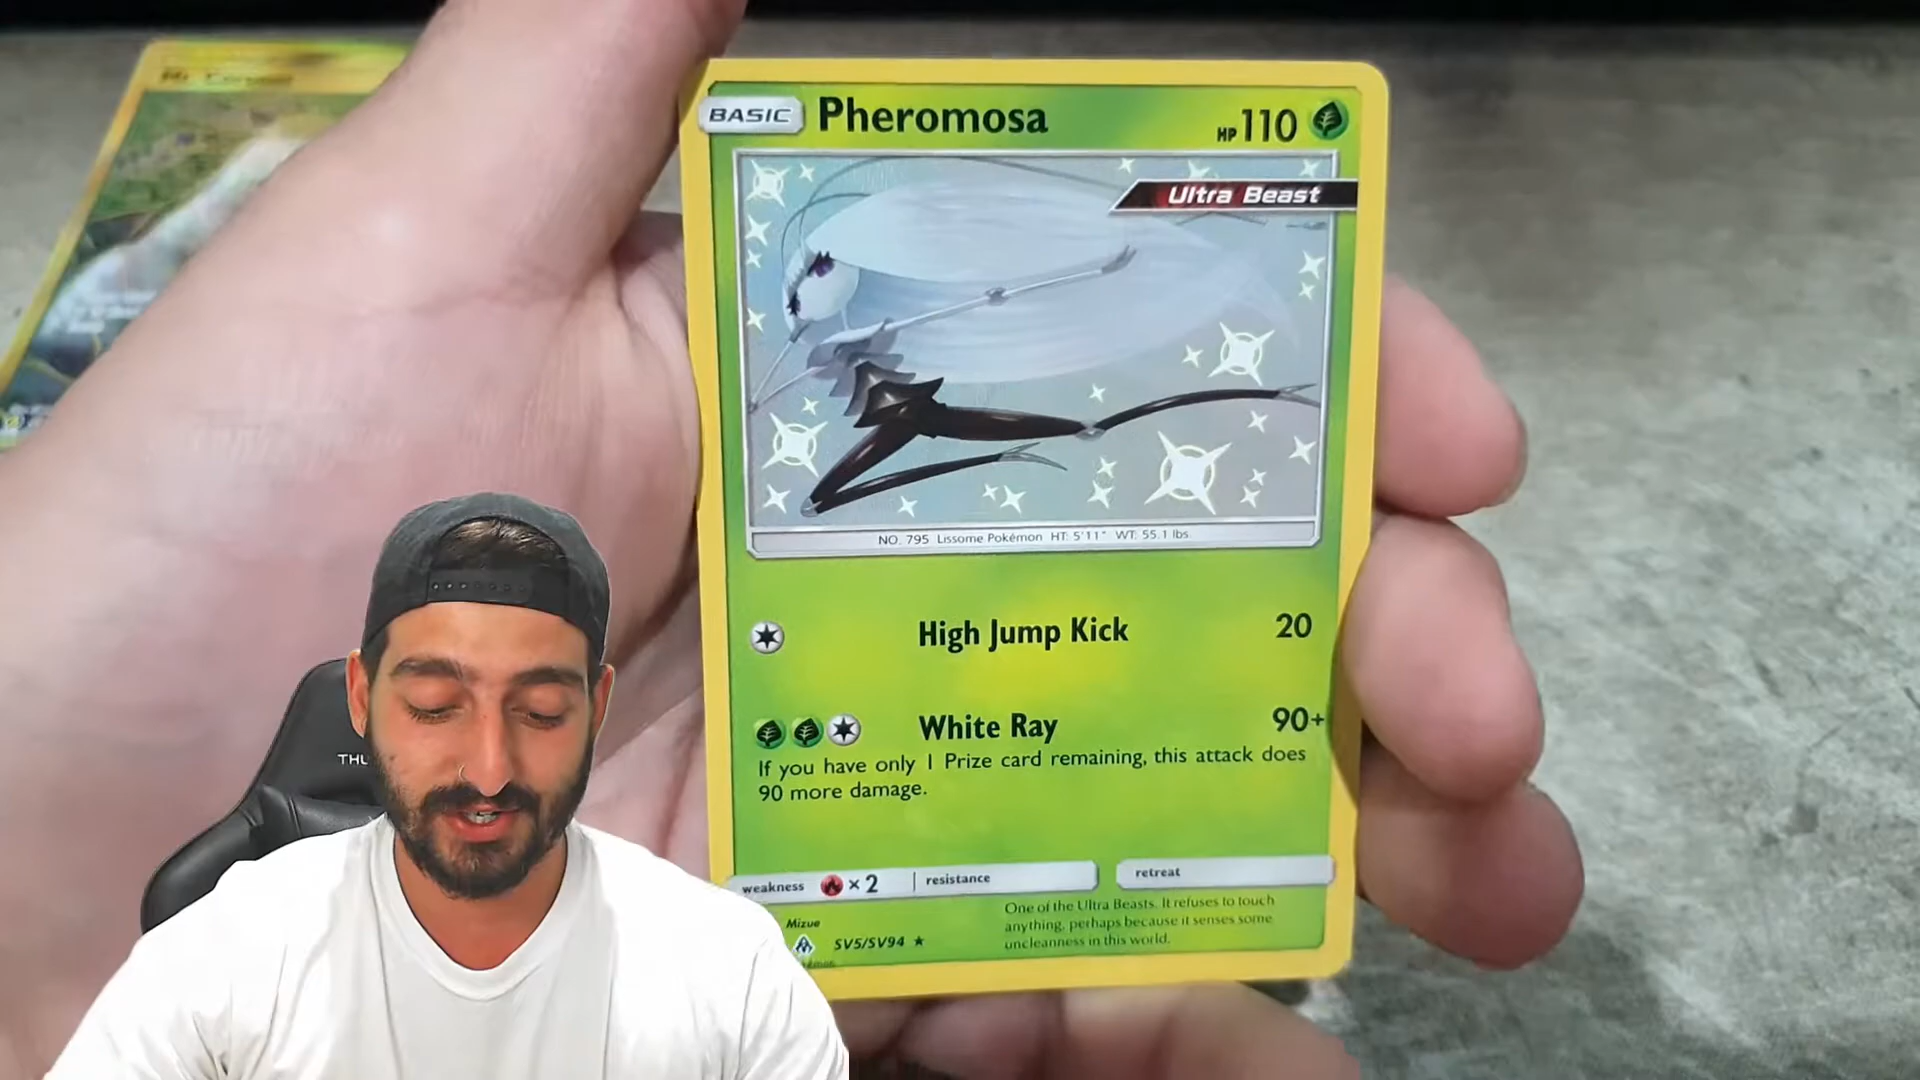 BASIC Pheromosa HP 110
Ultra Beast
NO. 795 Lissome Pokémon HT: 5'11" WT: 55.1 lbs.
High Jump Kick 20
White Ray 90+
If you have only 1 Prize card remaining, this attack does
90 more damage.
weakness ×2 resistance retreat
Mizue
SV5/SV94
One of the Ultra Beasts. It refuses to touch
anything, perhaps because it senses some
uncleanness in this world.
THU